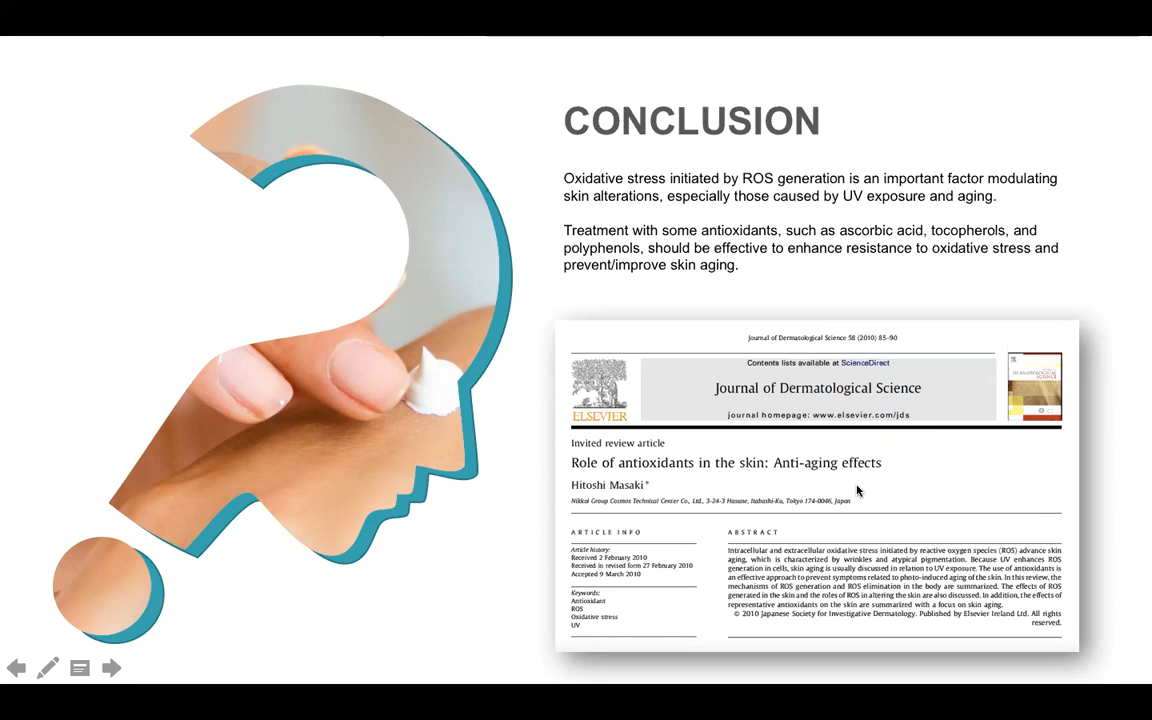 CONCLUSION
Oxidative stress initiated by ROS generation is an important factor modulating
skin alterations, especially those caused by UV exposure and aging.
Treatment with some antioxidants, such as ascorbic acid, tocopherols, and
polyphenols, should be effective to enhance resistance to oxidative stress and
prevent/improve skin aging.
Journal of Dermatological Science 58 (2010) 85–90
Contents lists available at ScienceDirect
Journal of Dermatological Science
journal homepage: www.elsevier.com/jds
ELSEVIER
Invited review article
Role of antioxidants in the skin: Anti-aging effects
Hitoshi Masaki *
Nikkol Group Cosmos Technical Center Co., Ltd., 3-24-3 Hasune, Itabashi-Ku, Tokyo 174-0046, Japan
ARTICLE INFO
Article history:
Received 2 February 2010
Received in revised form 27 February 2010
Accepted 9 March 2010
Keywords:
Antioxidant
ROS
Oxidative stress
UV
ABSTRACT
Intracellular and extracellular oxidative stress initiated by reactive oxygen species (ROS) advance skin
aging, which is characterized by wrinkles and atypical pigmentation. Because UV enhances ROS
generation in cells, skin aging is usually discussed in relation to UV exposure. The use of antioxidants is
an effective approach to prevent symptoms related to photo-induced aging of the skin. In this review, the
mechanisms of ROS generation and ROS elimination in the body are summarized. The effects of ROS
generated in the skin and the roles of ROS in altering the skin are also discussed. In addition, the effects of
representative antioxidants on the skin are summarized with a focus on skin aging.
© 2010 Japanese Society for Investigative Dermatology. Published by Elsevier Ireland Ltd. All rights
reserved.